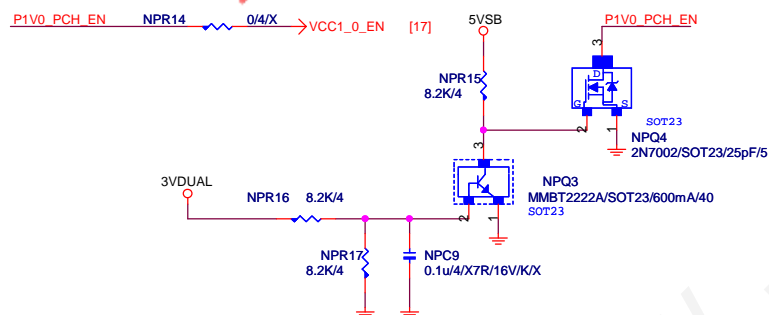 P1V0_PCH_EN NPR14 0/4/X VCC1_0_EN [17]
5VSB
P1V0_PCH_EN
3
D
G S
2 1
SOT23
NPQ4
2N7002/SOT23/25pF/5
NPR15
8.2K/4
3
NPQ3
MMBT2222A/SOT23/600mA/40
SOT23
2 1
3VDUAL
NPR16 8.2K/4
NPR17
8.2K/4
NPC9
0.1u/4/X7R/16V/K/X